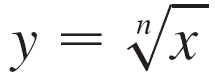 y = ⁿ√x